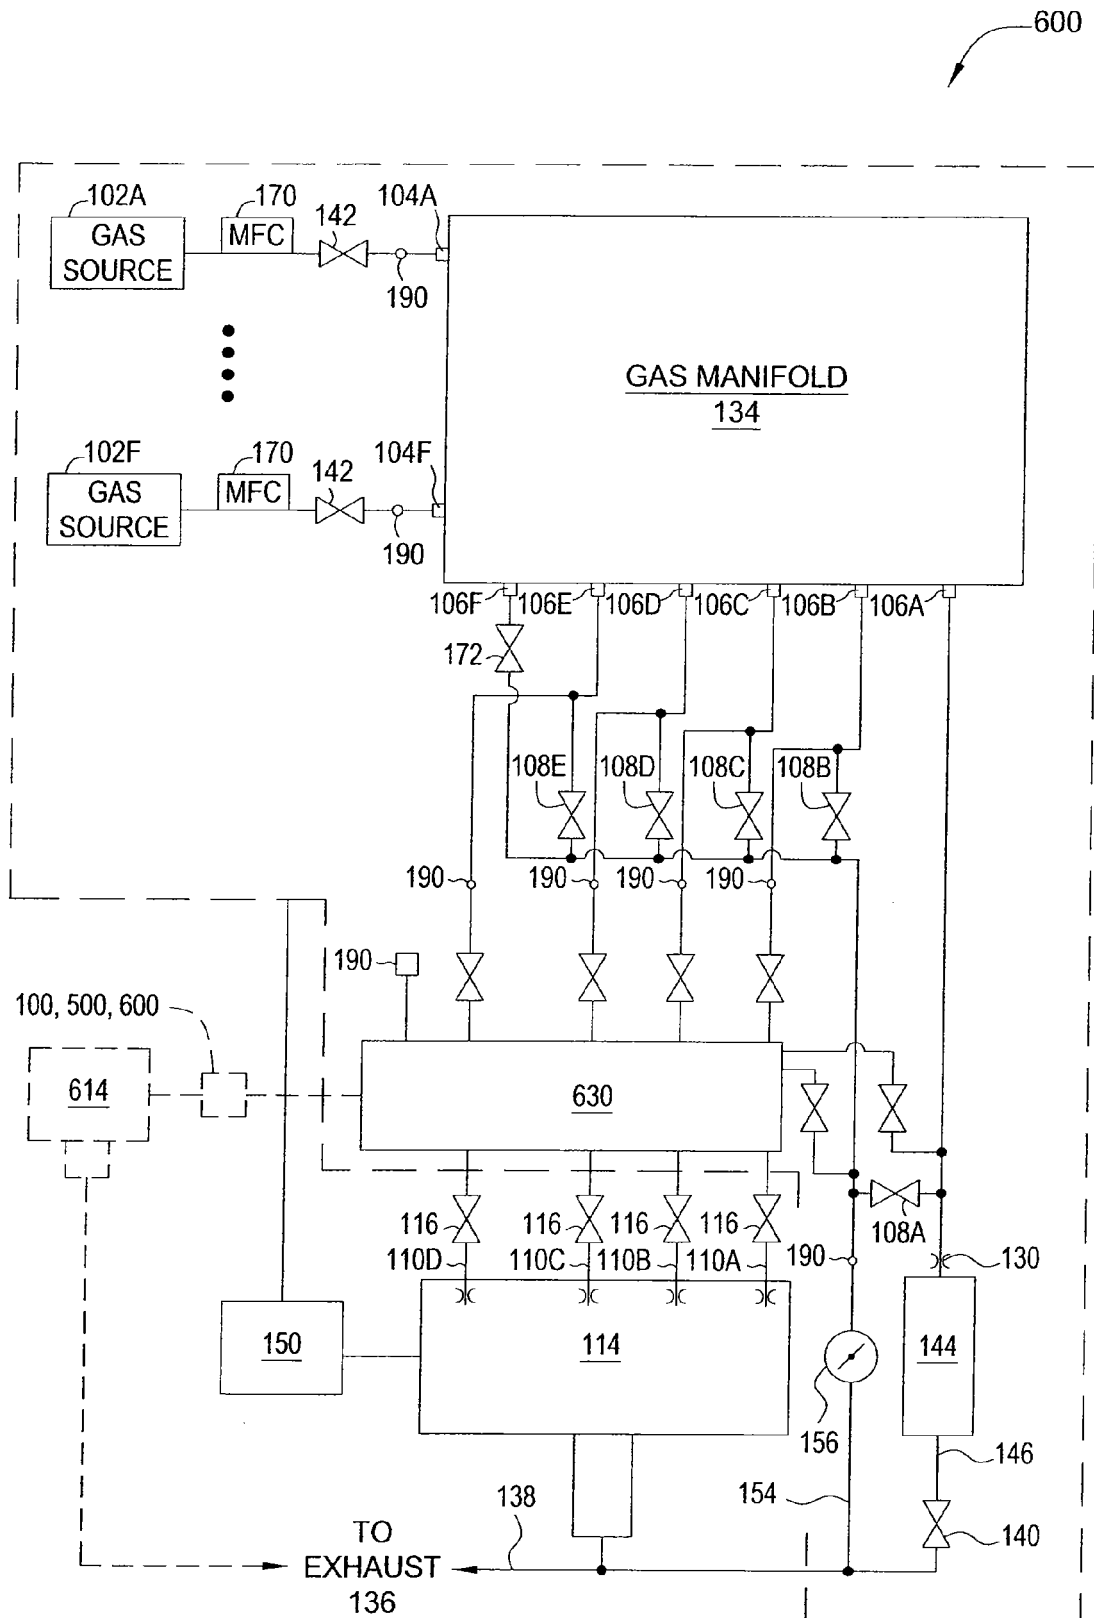 600
102A
170
142
104A
GAS
SOURCE
MFC
190
GAS MANIFOLD
134
102F
170
142
104F
GAS
SOURCE
MFC
190
106F
106E
106D
106C
106B
106A
172
108E
108D
108C
108B
190
190
190
190
190
100, 500, 600
614
630
116
116
116
116
108A
110D
110C
110B
110A
190
130
150
114
144
156
146
154
138
140
TO
EXHAUST
136